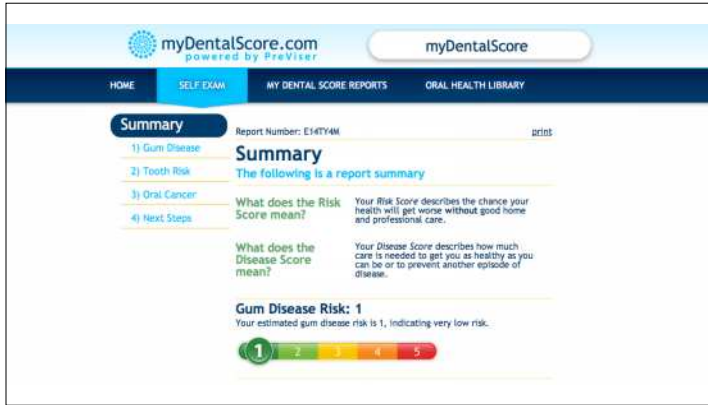 myDentalScore.com
powered by PreViser
myDentalScore
HOME SELF EXAM MY DENTAL SCORE REPORTS ORAL HEALTH LIBRARY
Summary
1) Gum Disease
2) Tooth Risk
3) Oral Cancer
4) Next Steps
Report Number: E14TY4M print
Summary
The following is a report summary
What does the Risk
Score mean?
Your Risk Score describes the chance your
health will get worse without good home
and professional care.
What does the
Disease Score
mean?
Your Disease Score describes how much
care is needed to get you as healthy as you
can be or to prevent another episode of
disease.
Gum Disease Risk: 1
Your estimated gum disease risk is 1, indicating very low risk.
1 2 3 4 5